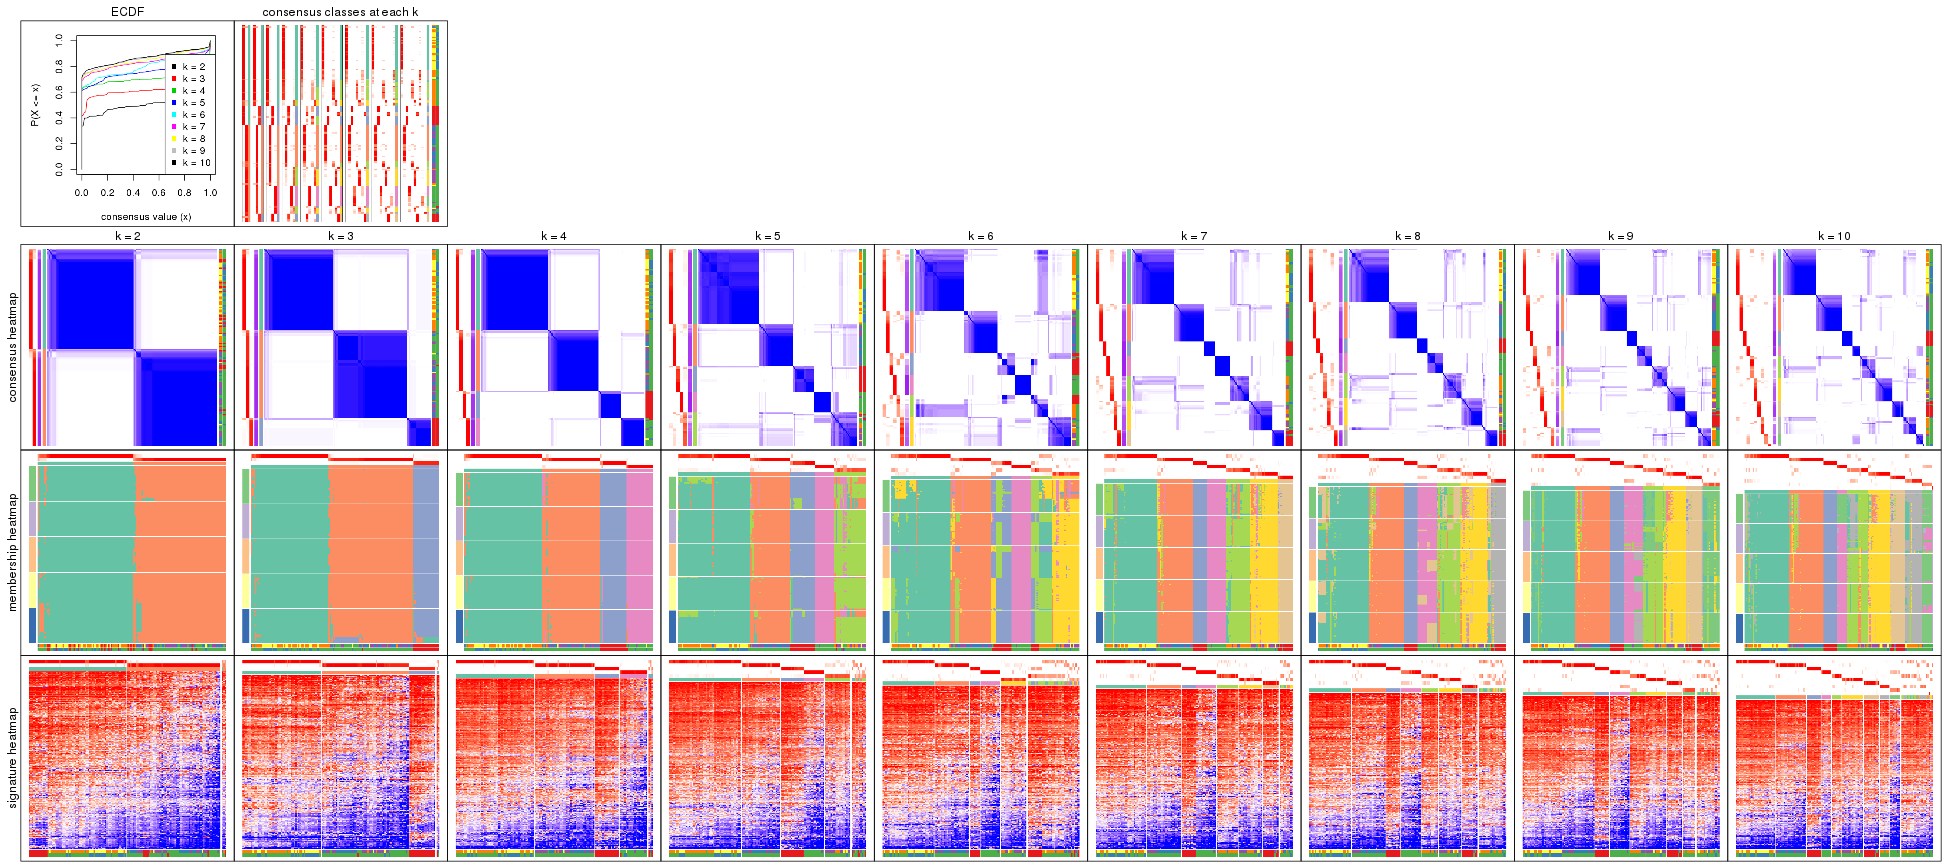 ECDF
consensus classes at each k
P(X <= x)
0.0 0.2 0.4 0.6 0.8 1.0
k = 2
k = 3
k = 4
k = 5
k = 6
k = 7
k = 8
k = 9
k = 10
0.0 0.2 0.4 0.6 0.8 1.0
consensus value (x)
k = 2 k = 3 k = 4 k = 5 k = 6 k = 7 k = 8 k = 9 k = 10
consensus heatmap
membership heatmap
signature heatmap